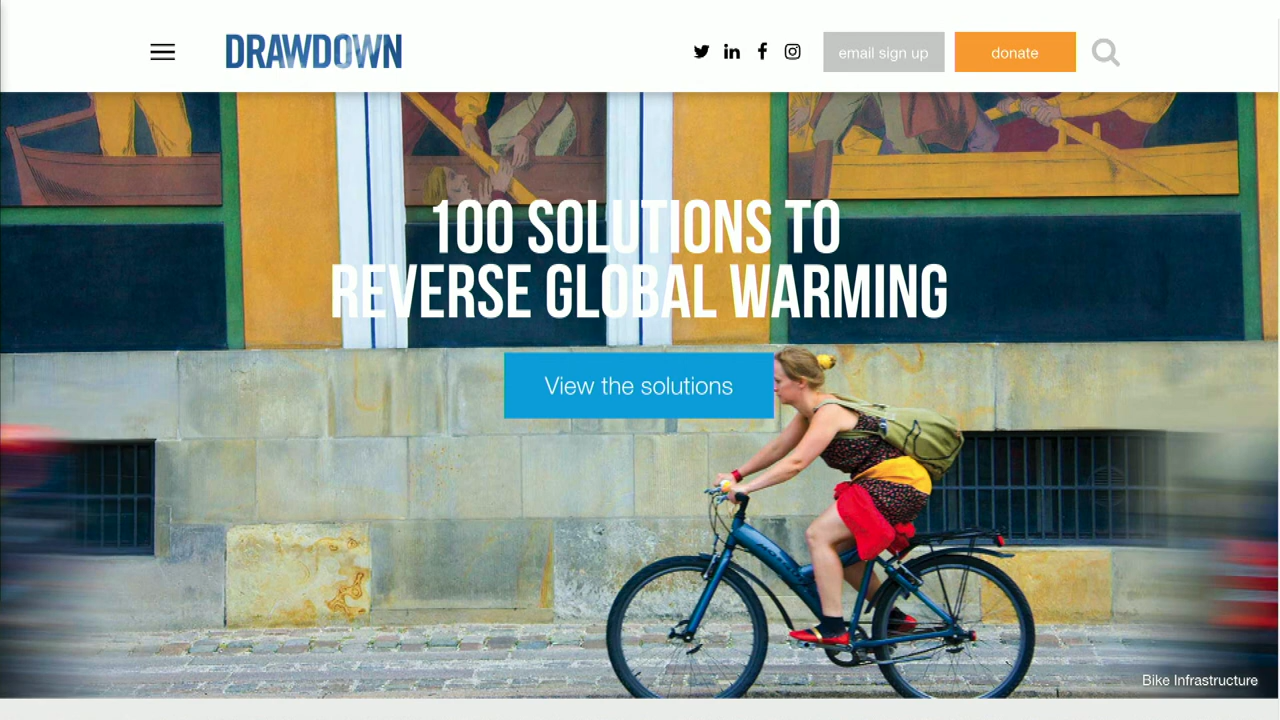 DRAWDOWN
email sign up
donate
100 SOLUTIONS TO
REVERSE GLOBAL WARMING
View the solutions
Bike Infrastructure